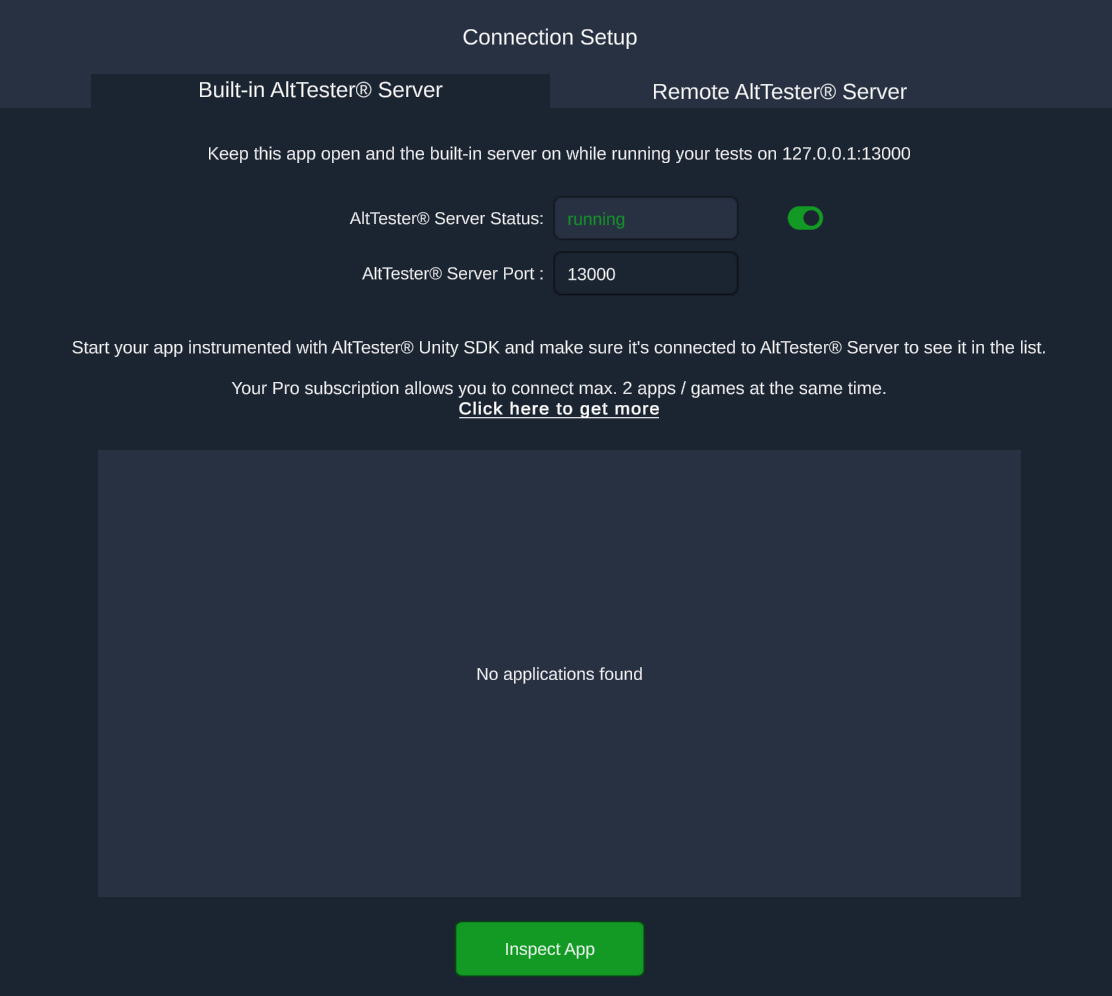 Connection Setup
Built-in AltTester® Server
Remote AltTester® Server
Keep this app open and the built-in server on while running your tests on 127.0.0.1:13000
AltTester® Server Status: running
AltTester® Server Port : 13000
Start your app instrumented with AltTester® Unity SDK and make sure it's connected to AltTester® Server to see it in the list.
Your Pro subscription allows you to connect max. 2 apps / games at the same time.
Click here to get more
No applications found
Inspect App